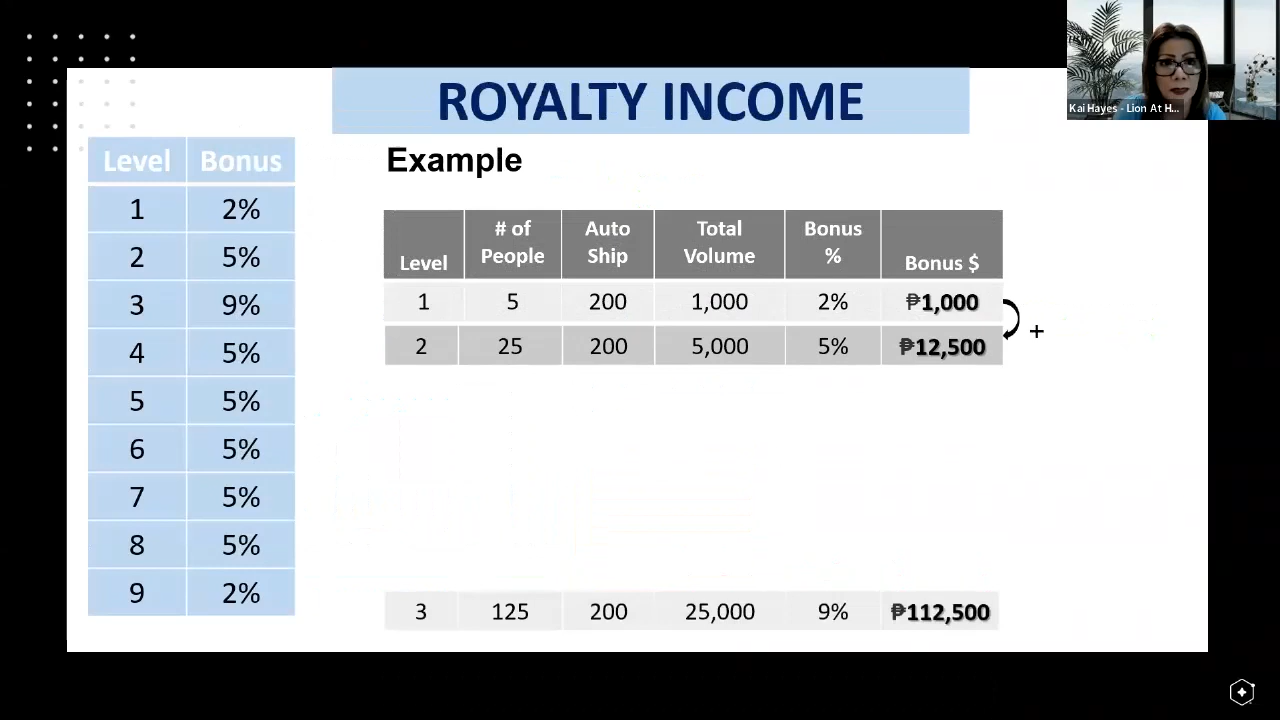 ROYALTY INCOME
Kai Hayes - Lion At H...
Level Bonus
1 2%
2 5%
3 9%
4 5%
5 5%
6 5%
7 5%
8 5%
9 2%
Example
Level # of People Auto Ship Total Volume Bonus % Bonus $
1 5 200 1,000 2% ₱1,000
2 25 200 5,000 5% ₱12,500
+
3 125 200 25,000 9% ₱112,500